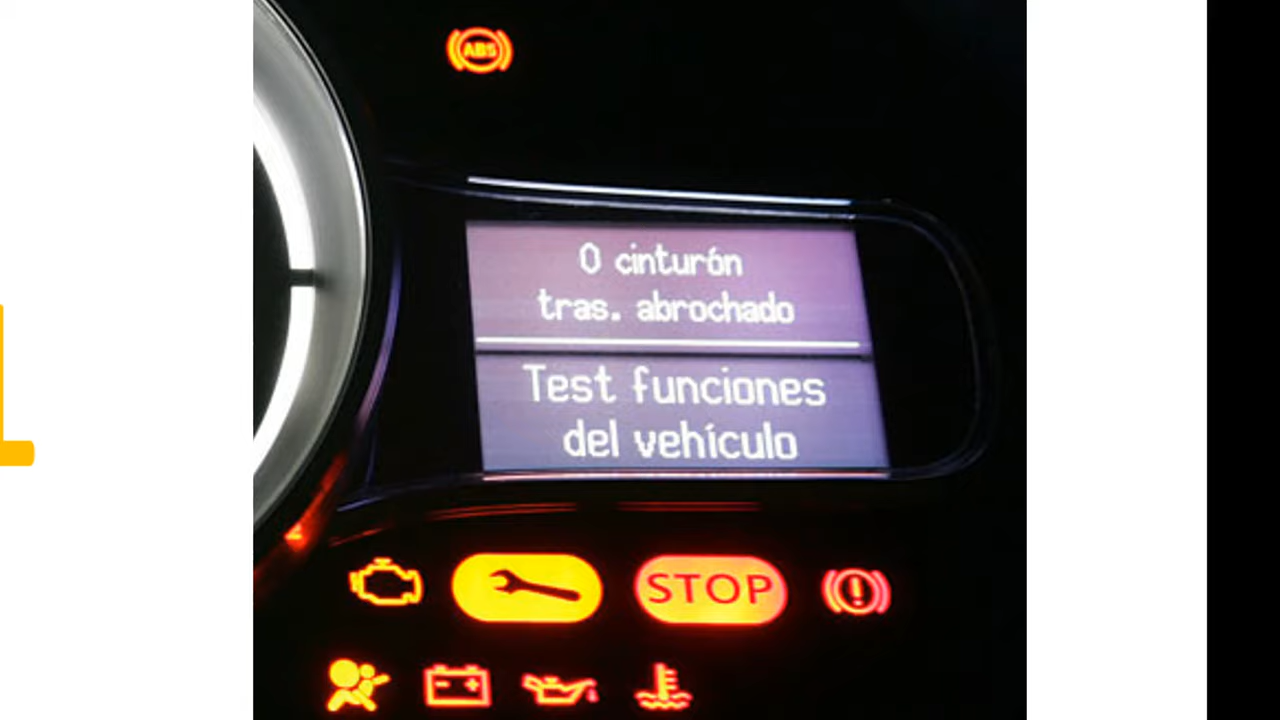 ABS
0 cinturón
tras. abrochado
Test funciones
del vehículo
STOP